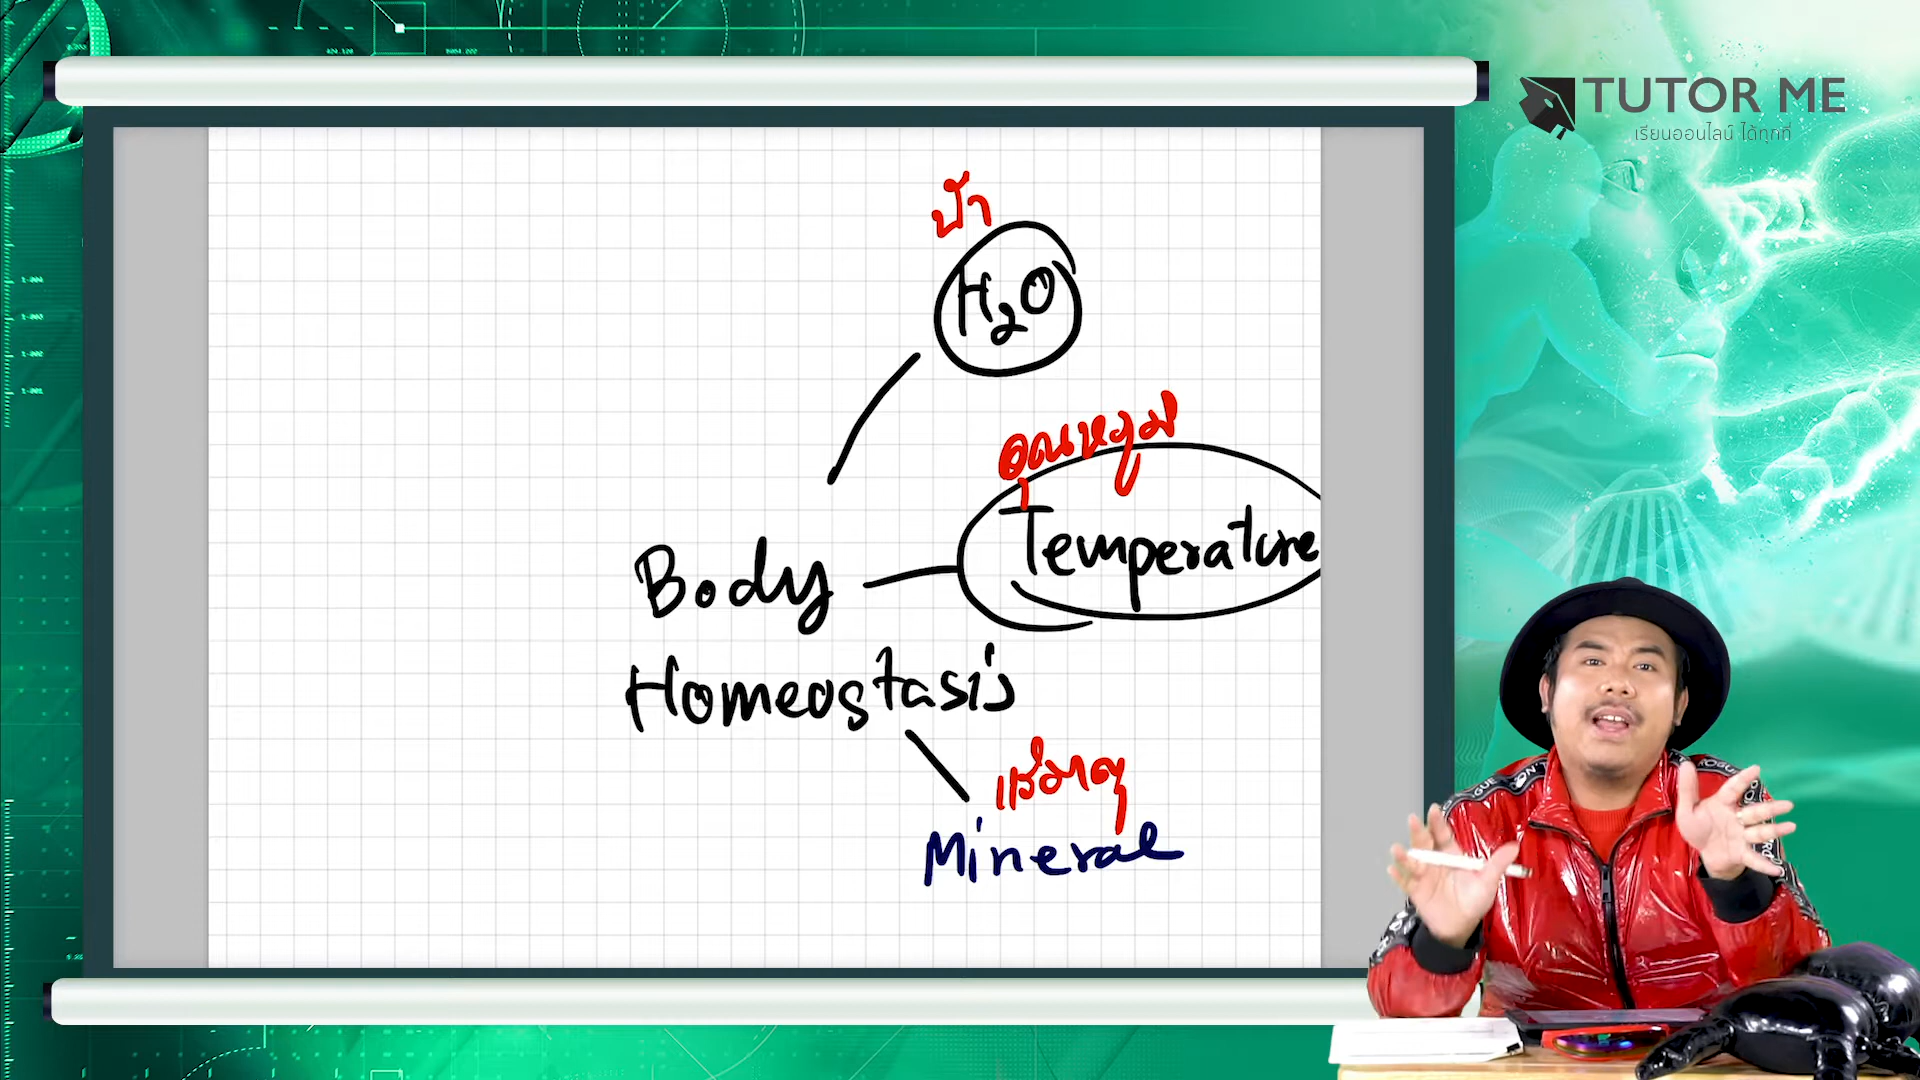 TUTOR ME
เรียนออนไลน์ ได้ทุกที่
น้ำ
H₂O
อุณหภูมิ
Temperature
Body
Homeostasis
แร่ธาตุ
Mineral